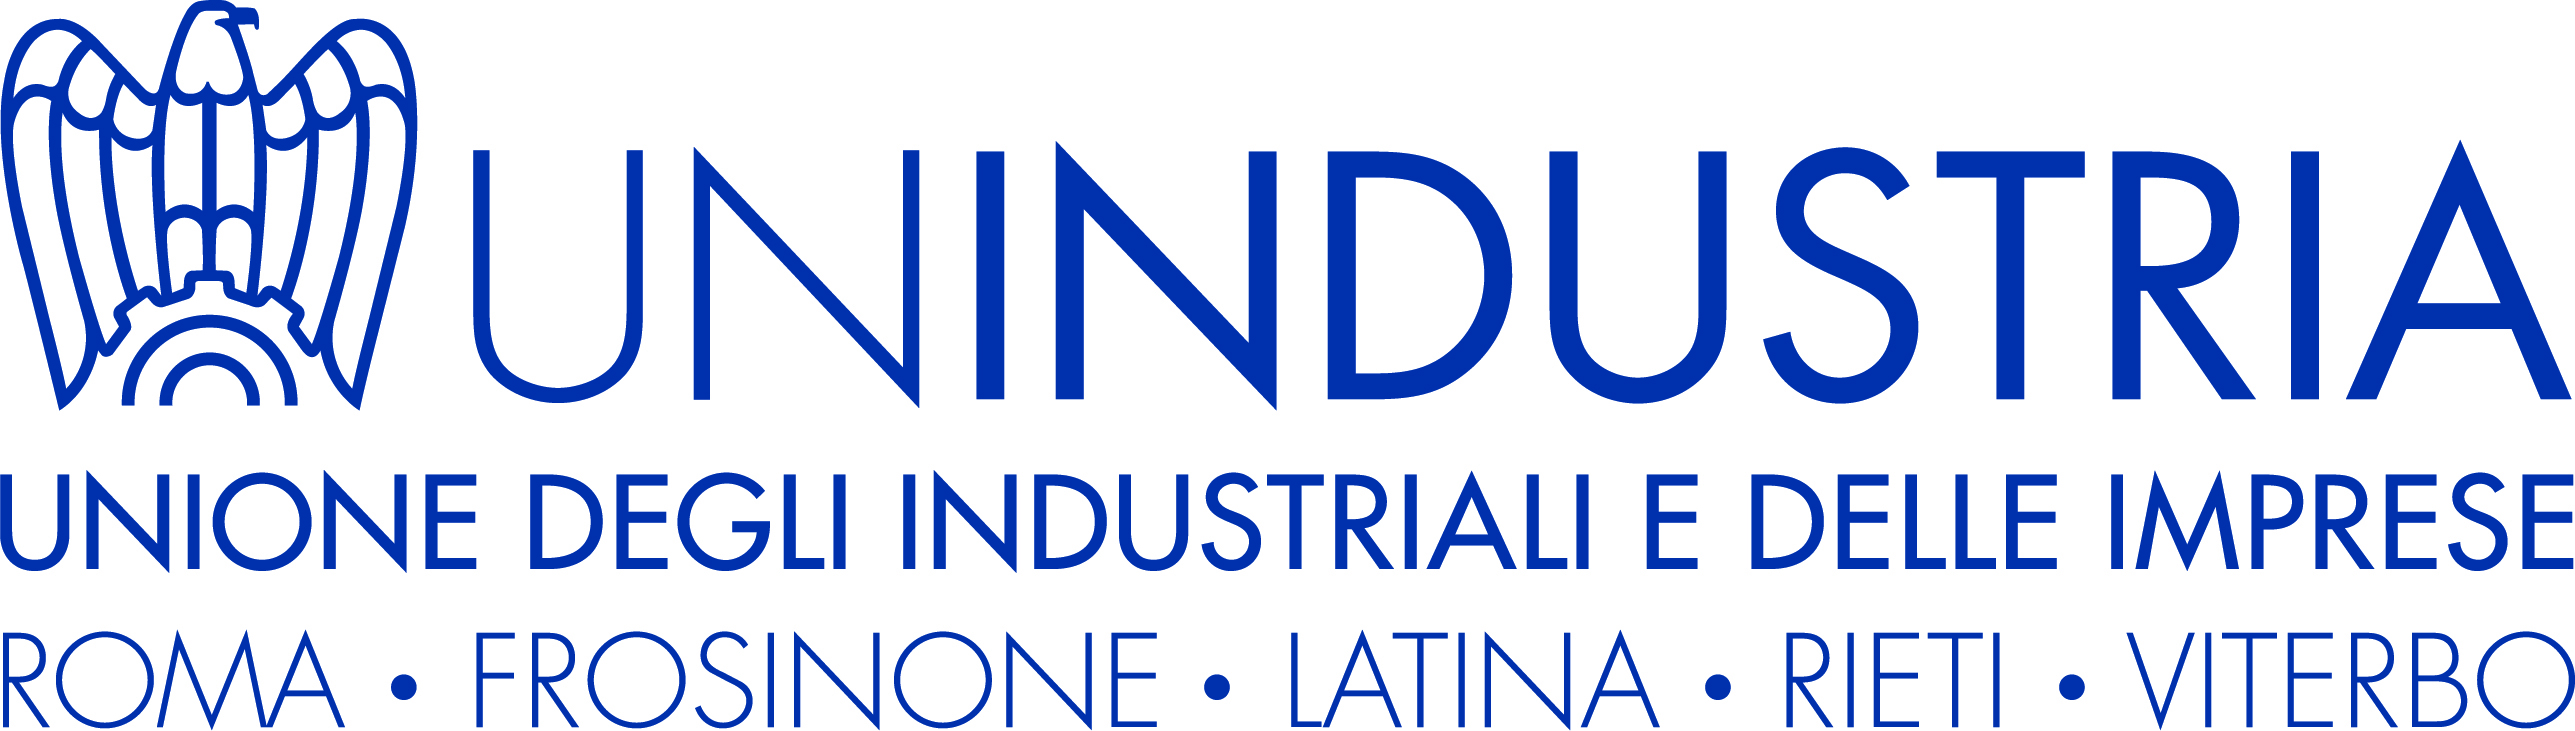 UNINDUSTRIA
UNIONE DEGLI INDUSTRIALI E DELLE IMPRESE
ROMA • FROSINONE • LATINA • RIETI • VITERBO